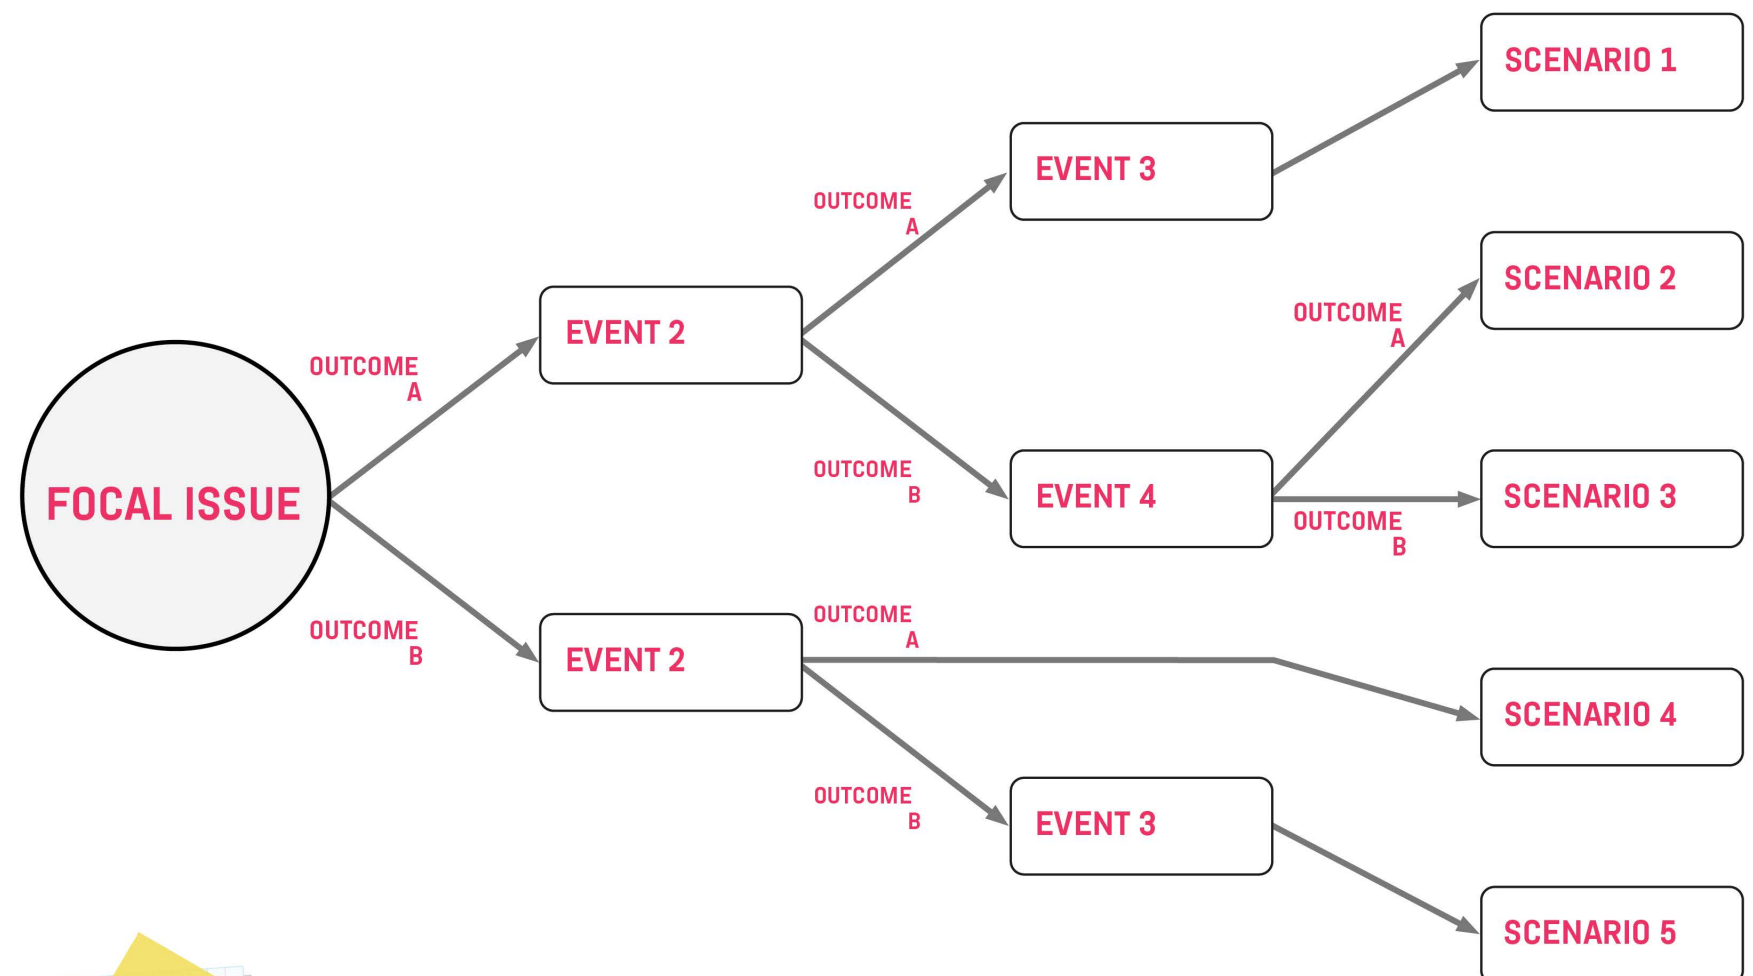 SCENARIO 1
EVENT 3
OUTCOME
A
SCENARIO 2
EVENT 2
OUTCOME
A
OUTCOME
A
FOCAL ISSUE
OUTCOME
B
EVENT 4
SCENARIO 3
OUTCOME
B
OUTCOME
B
EVENT 2
OUTCOME
A
SCENARIO 4
OUTCOME
B
EVENT 3
SCENARIO 5